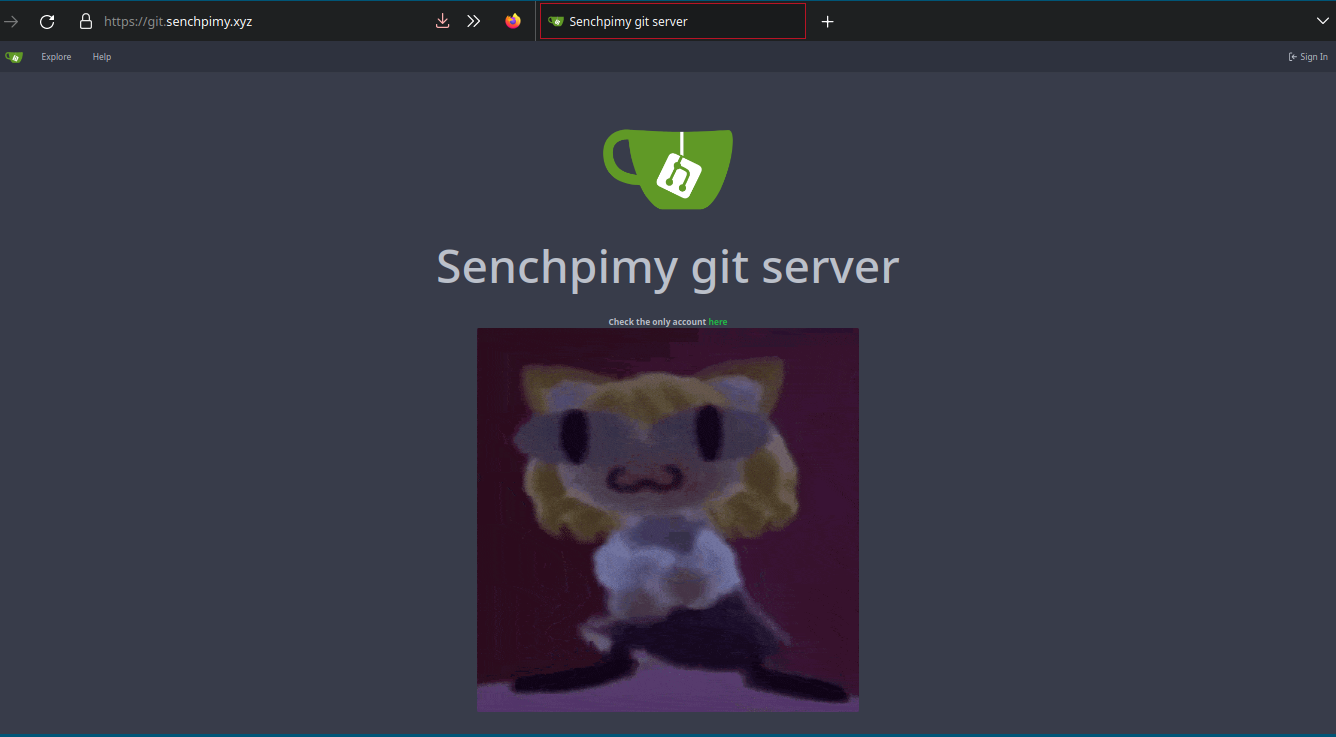 https://git.senchpimy.xyz
Senchpimy git server
Explore
Help
Sign In
Senchpimy git server
Check the only account here